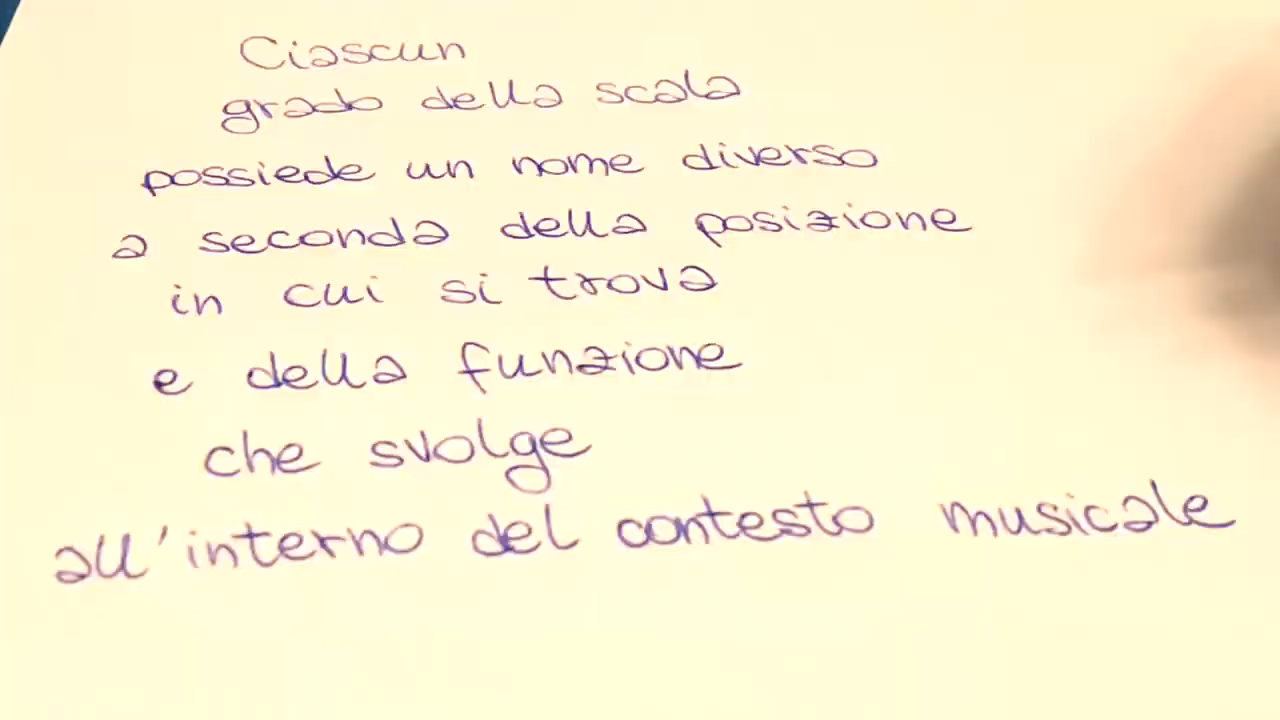 Ciascun
grado della scala
possiede un nome diverso
a seconda della posizione
in cui si trova
e della funzione
che svolge
all'interno del contesto musicale